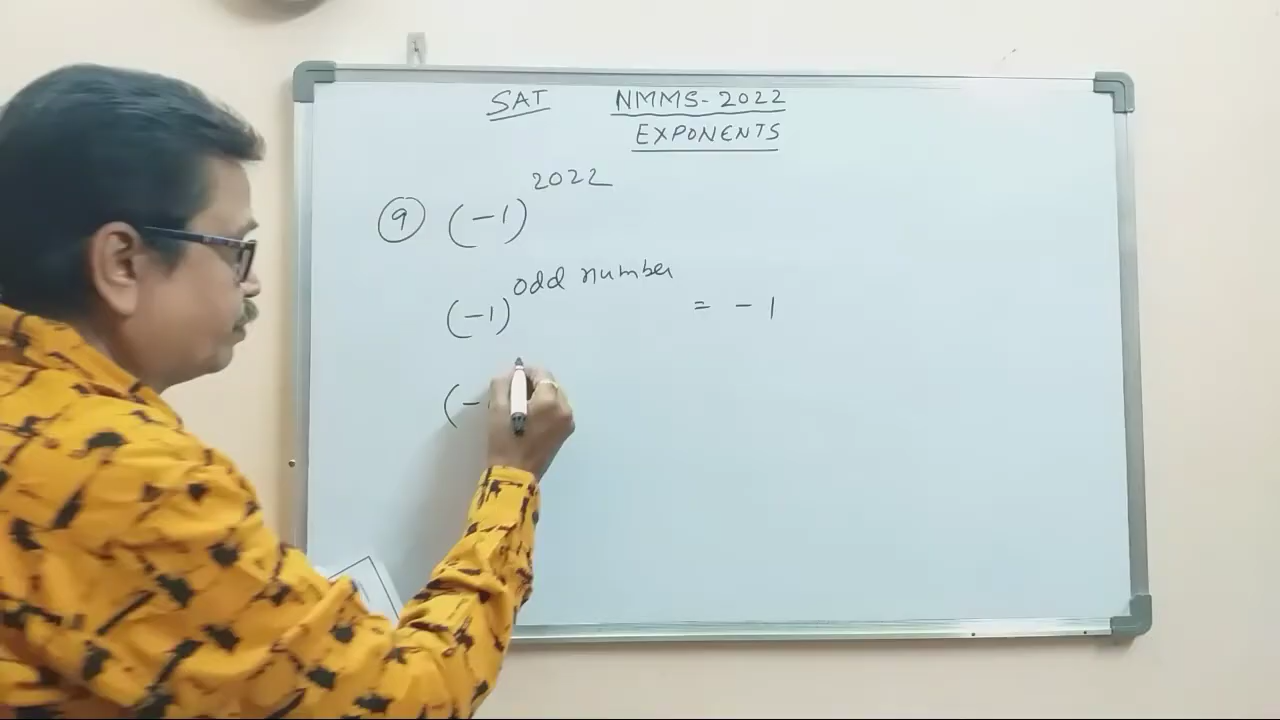 SAT NMMS-2022
EXPONENTS
9 (-1)^2022
(-1)^odd number = -1
(-